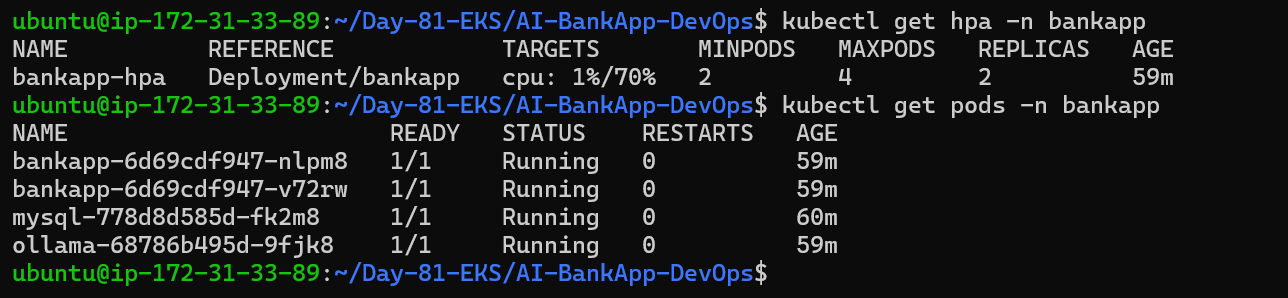 ubuntu@ip-172-31-33-89:~/Day-81-EKS/AI-BankApp-DevOps$ kubectl get hpa -n bankapp
NAME REFERENCE TARGETS MINPODS MAXPODS REPLICAS AGE
bankapp-hpa Deployment/bankapp cpu: 1%/70% 2 4 2 59m
ubuntu@ip-172-31-33-89:~/Day-81-EKS/AI-BankApp-DevOps$ kubectl get pods -n bankapp
NAME READY STATUS RESTARTS AGE
bankapp-6d69cdf947-nlpm8 1/1 Running 0 59m
bankapp-6d69cdf947-v72rw 1/1 Running 0 59m
mysql-778d8d585d-fk2m8 1/1 Running 0 60m
ollama-68786b495d-9fjk8 1/1 Running 0 59m
ubuntu@ip-172-31-33-89:~/Day-81-EKS/AI-BankApp-DevOps$